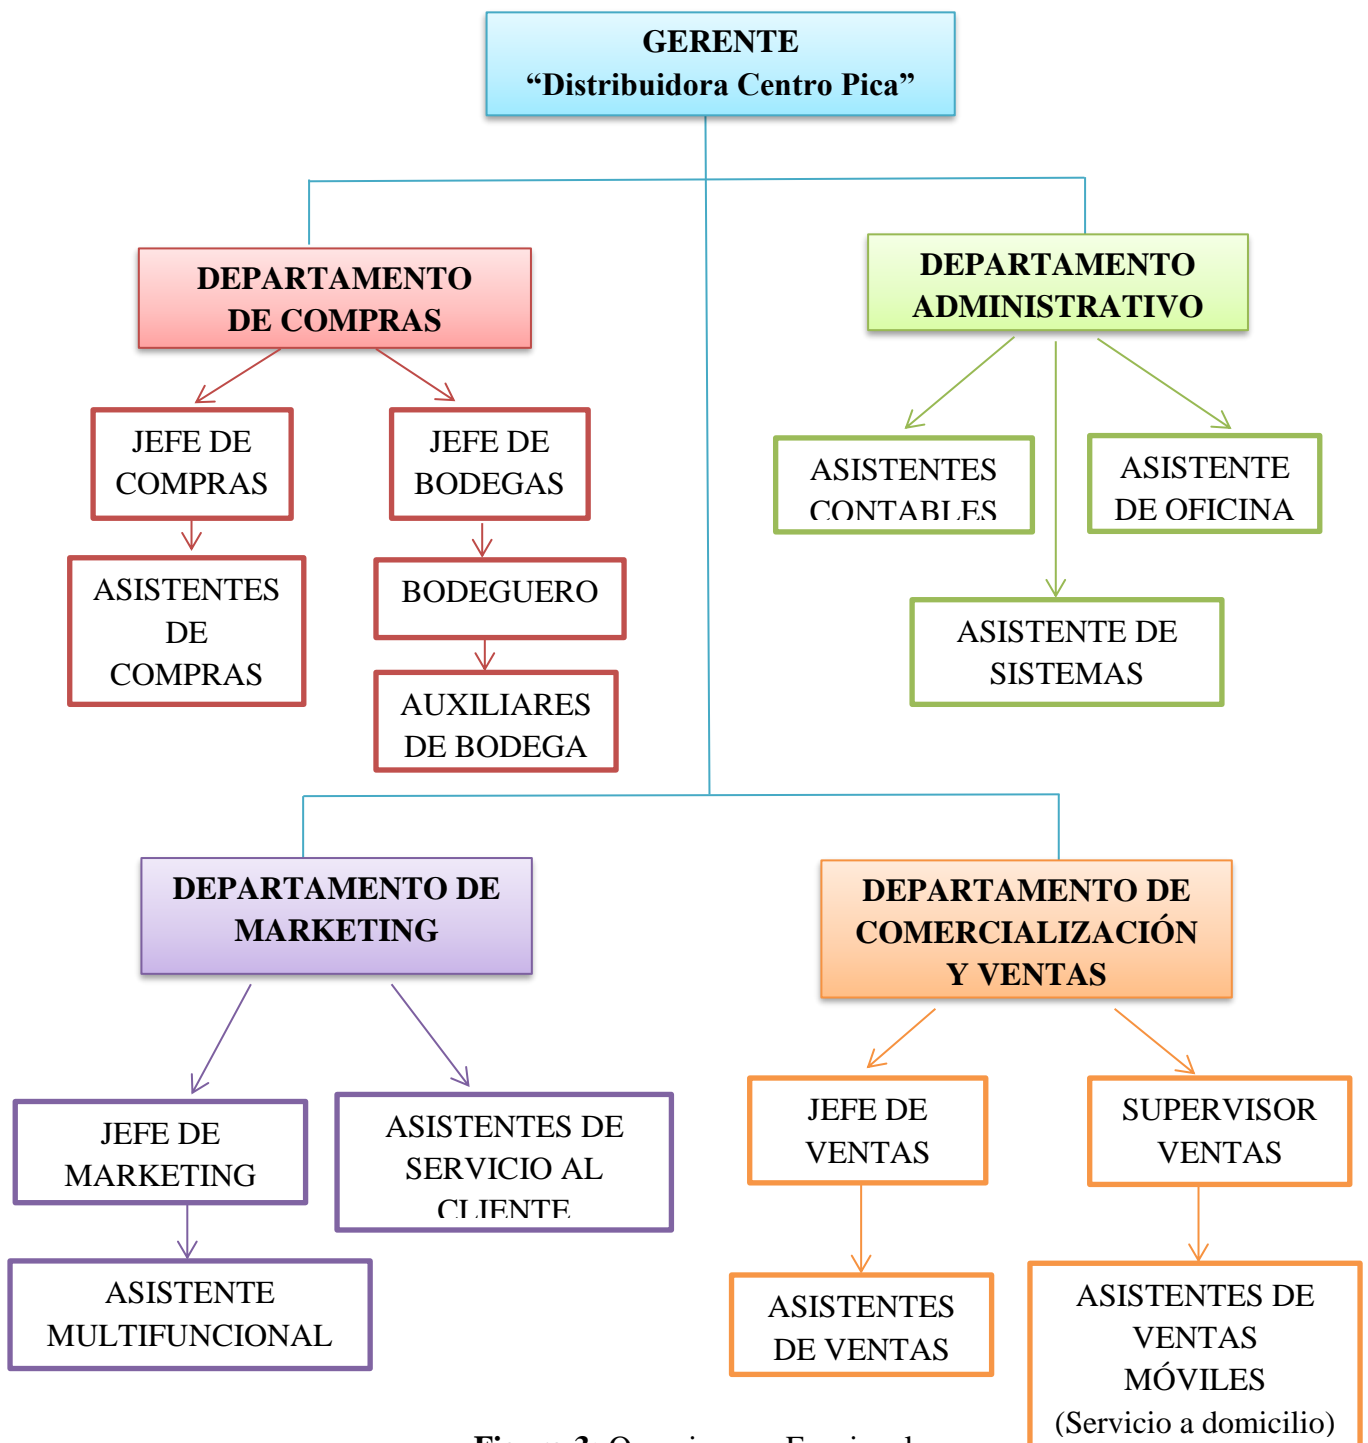 GERENTE
“Distribuidora Centro Pica”
DEPARTAMENTO
DE COMPRAS
DEPARTAMENTO
ADMINISTRATIVO
JEFE DE
COMPRAS
JEFE DE
BODEGAS
ASISTENTES
CONTABLES
ASISTENTE
DE OFICINA
ASISTENTES
DE
COMPRAS
BODEGUERO
ASISTENTE DE
SISTEMAS
AUXILIARES
DE BODEGA
DEPARTAMENTO DE
MARKETING
DEPARTAMENTO DE
COMERCIALIZACIÓN
Y VENTAS
JEFE DE
MARKETING
ASISTENTES DE
SERVICIO AL
CLIENTE
JEFE DE
VENTAS
SUPERVISOR
VENTAS
ASISTENTE
MULTIFUNCIONAL
ASISTENTES
DE VENTAS
ASISTENTES DE
VENTAS
MÓVILES
(Servicio a domicilio)
Figura 3.